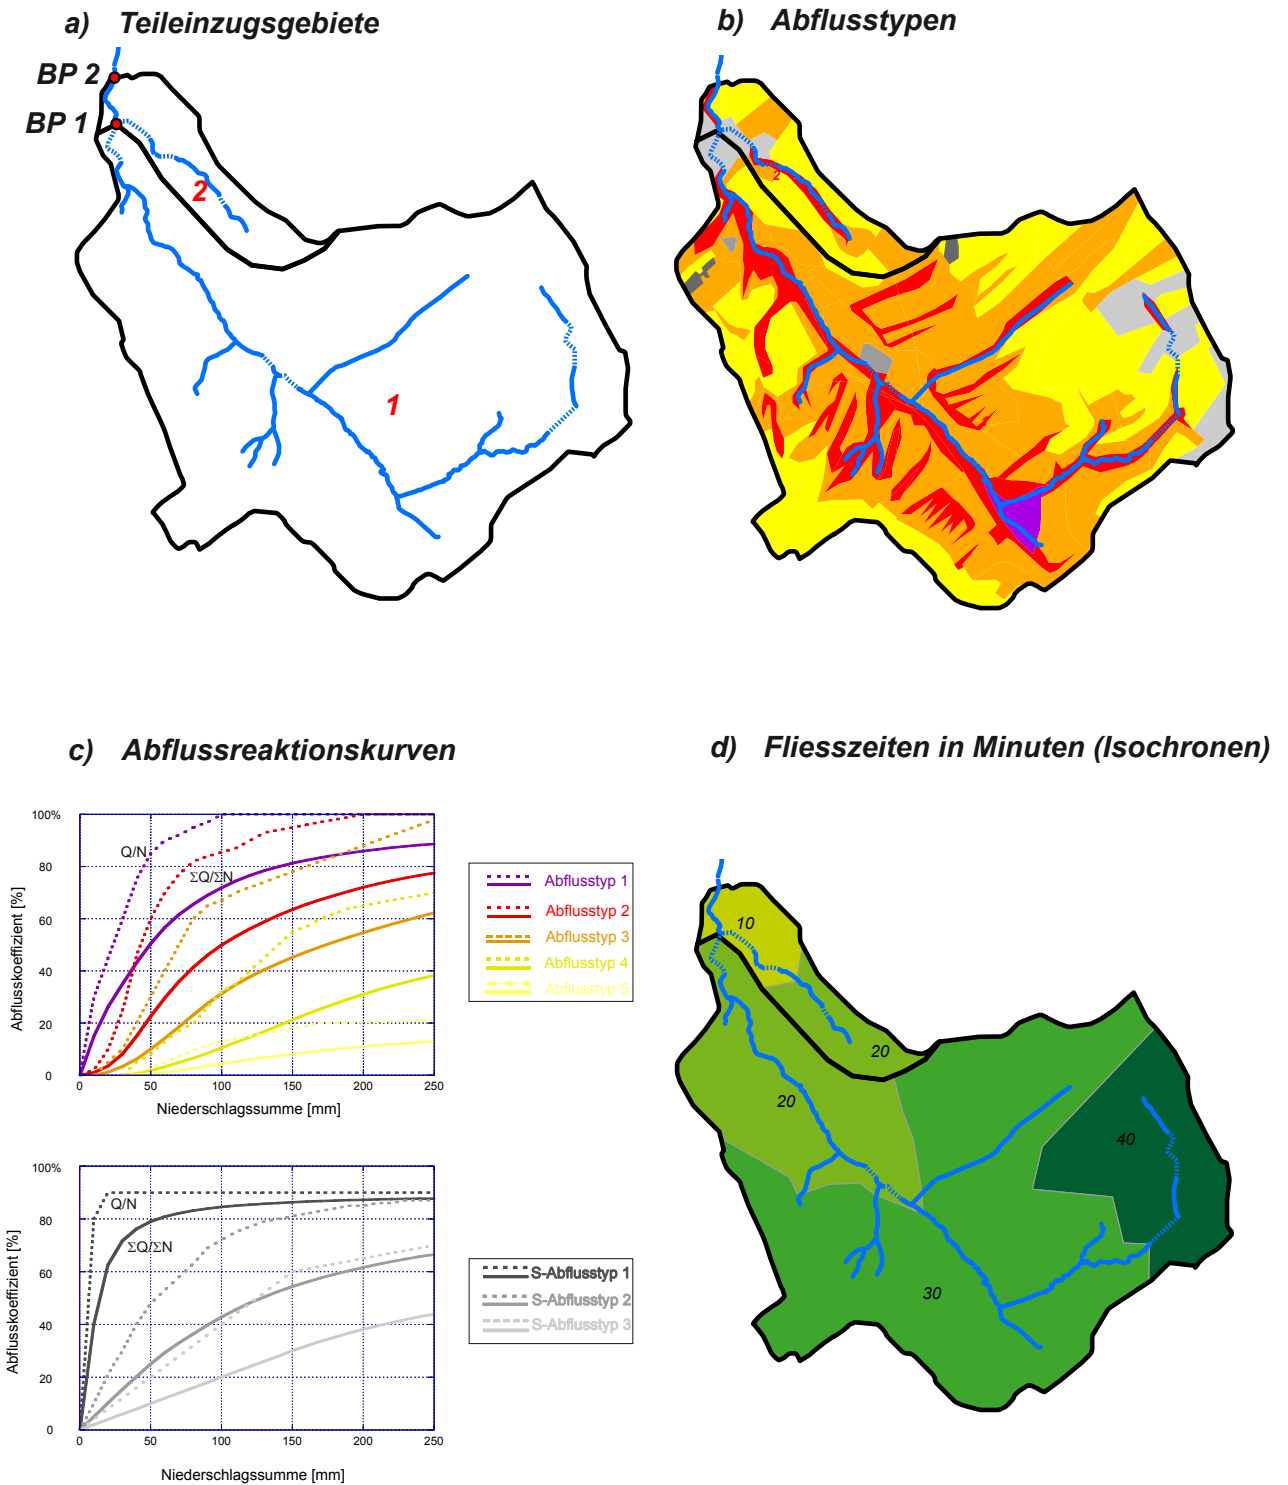 a) Teileinzugsgebiete
BP 2
BP 1
2
1
b) Abflusstypen
2
c) Abflussreaktionskurven
100%
80
60
40
20
0
0 50 100 150 200 250
Abflusskoeffizient [%]
Niederschlagssumme [mm]
Q/N
ΣQ/ΣN
Abflusstyp 1
Abflusstyp 2
Abflusstyp 3
Abflusstyp 4
Abflusstyp 5
100%
80
60
40
20
0
0 50 100 150 200 250
Abflusskoeffizient [%]
Niederschlagssumme [mm]
Q/N
ΣQ/ΣN
S-Abflusstyp 1
S-Abflusstyp 2
S-Abflusstyp 3
d) Fliesszeiten in Minuten (Isochronen)
10
20
20
40
30